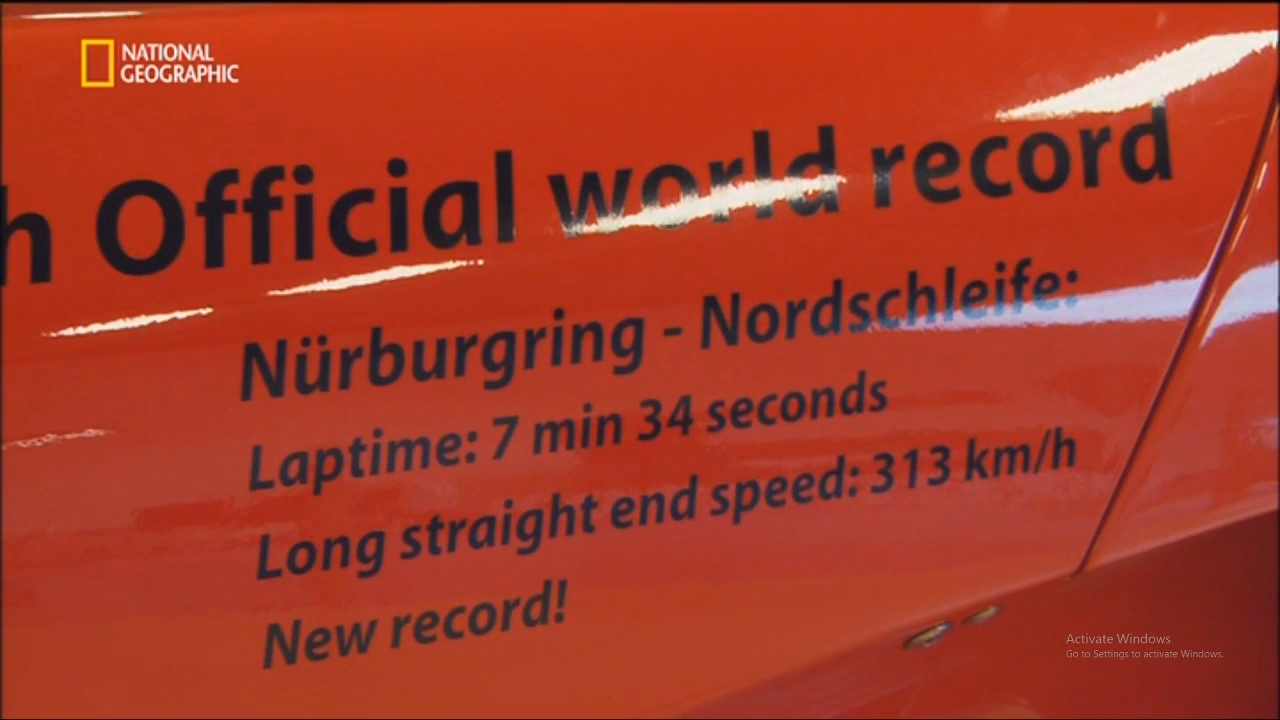 NATIONAL
GEOGRAPHIC
h Official world record
Nürburgring - Nordschleife:
Laptime: 7 min 34 seconds
Long straight end speed: 313 km/h
New record!
Activate Windows
Go to Settings to activate Windows.